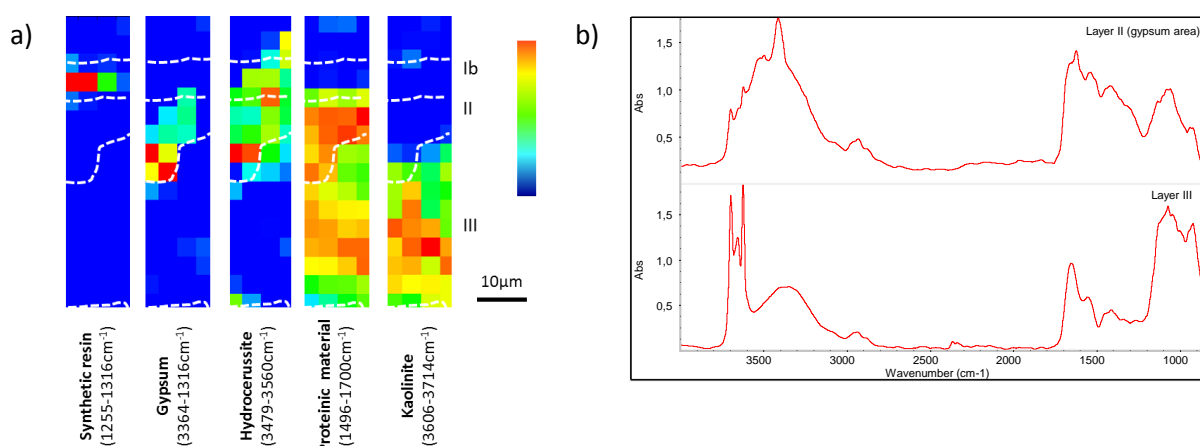 a)
Ib
II
III
10µm
Synthetic resin
(1255-1316cm⁻¹)
Gypsum
(3364-1316cm⁻¹)
Hydrocerussite
(3479-3560cm⁻¹)
Proteinic material
(1496-1700cm⁻¹)
Kaolinite
(3606-3714cm⁻¹)
b)
Layer II (gypsum area)
1,5
1,0
0,5
Abs
Layer III
1,5
1,0
0,5
Abs
3500 3000 2500 2000 1500 1000
Wavenumber (cm-1)